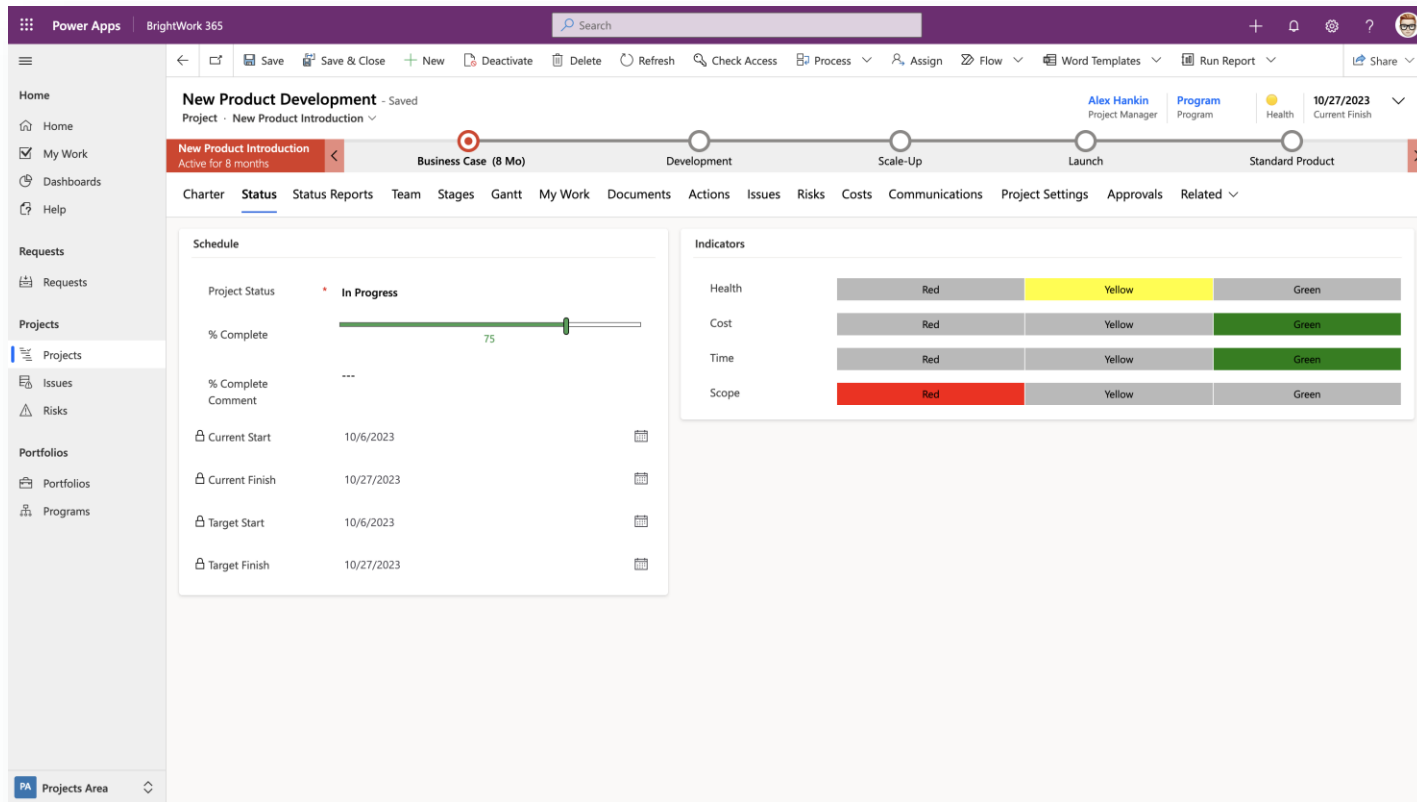 Power Apps BrightWork 365 Search
Save Save & Close New Deactivate Delete Refresh Check Access Process Assign Flow Word Templates Run Report Share
Home
Home
My Work
Dashboards
Help
Requests
Requests
Projects
Projects
Issues
Risks
Portfolios
Portfolios
Programs
PA Projects Area
New Product Development - Saved
Project · New Product Introduction
Alex Hankin
Project Manager
Program
Program
Health
10/27/2023
Current Finish
New Product Introduction
Active for 8 months
Business Case (8 Mo) Development Scale-Up Launch Standard Product
Charter Status Status Reports Team Stages Gantt My Work Documents Actions Issues Risks Costs Communications Project Settings Approvals Related
Schedule
Project Status * In Progress
% Complete 75
% Complete Comment ---
Current Start 10/6/2023
Current Finish 10/27/2023
Target Start 10/6/2023
Target Finish 10/27/2023
Indicators
Health Red Yellow Green
Cost Red Yellow Green
Time Red Yellow Green
Scope Red Yellow Green